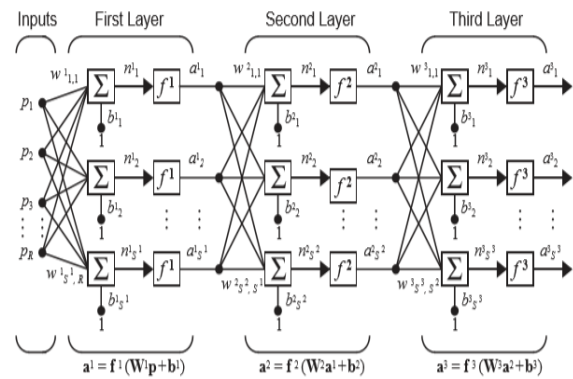 Inputs First Layer Second Layer Third Layer
w¹₁,₁ n¹₁ a¹₁ w²₁,₁ n²₁ a²₁ w³₁,₁ n³₁ a³₁
p₁ Σ f¹ Σ f² Σ f³
b¹₁ b²₁ b³₁
1 1 1
p₂ n¹₂ a¹₂ n²₂ a²₂ n³₂ a³₂
Σ f¹ Σ f² Σ f³
p₃ b¹₂ b²₂ b³₂
1 1 1
pR n¹s¹ a¹s¹ n²s² a²s² n³s³ a³s³
Σ f¹ Σ f² Σ f³
w¹s¹,R w²s²,s¹ w³s³,s²
b¹s¹ b²s² b³s³
1 1 1
a¹ = f¹(W¹p+b¹) a² = f²(W²a¹+b²) a³ = f³(W³a²+b³)